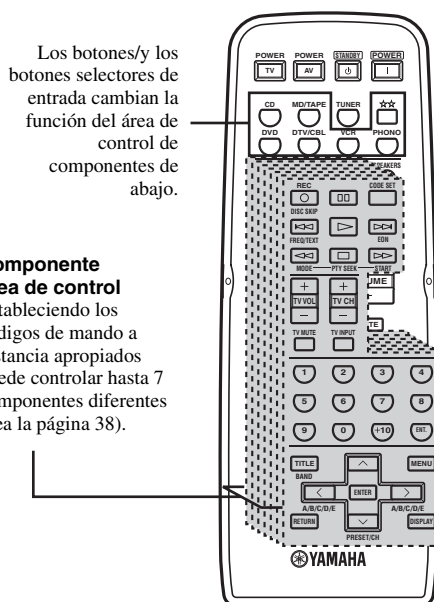 Los botones/y los
botones selectores de
entrada cambian la
función del área de
control de
componentes de
abajo.
POWER POWER STANDBY POWER
TV AV
CD MD/TAPE TUNER
DVD DTV/CBL VCR PHONO
REC CODE SET
DISC SKIP
FREQ/TEXT EON
MODE PTY SEEK START
+ +
TV VOL TV CH
– –
TV MUTE TV INPUT
1 2 3 4
5 6 7 8
9 0 +10 ENT.
TITLE MENU
BAND
ENTER
A/B/C/D/E A/B/C/D/E
RETURN DISPLAY
PRESET/CH
YAMAHA
omponente
ea de control
tableciendo los
digos de mando a
stancia apropiados
ede controlar hasta 7
mponentes diferentes
ea la página 38).